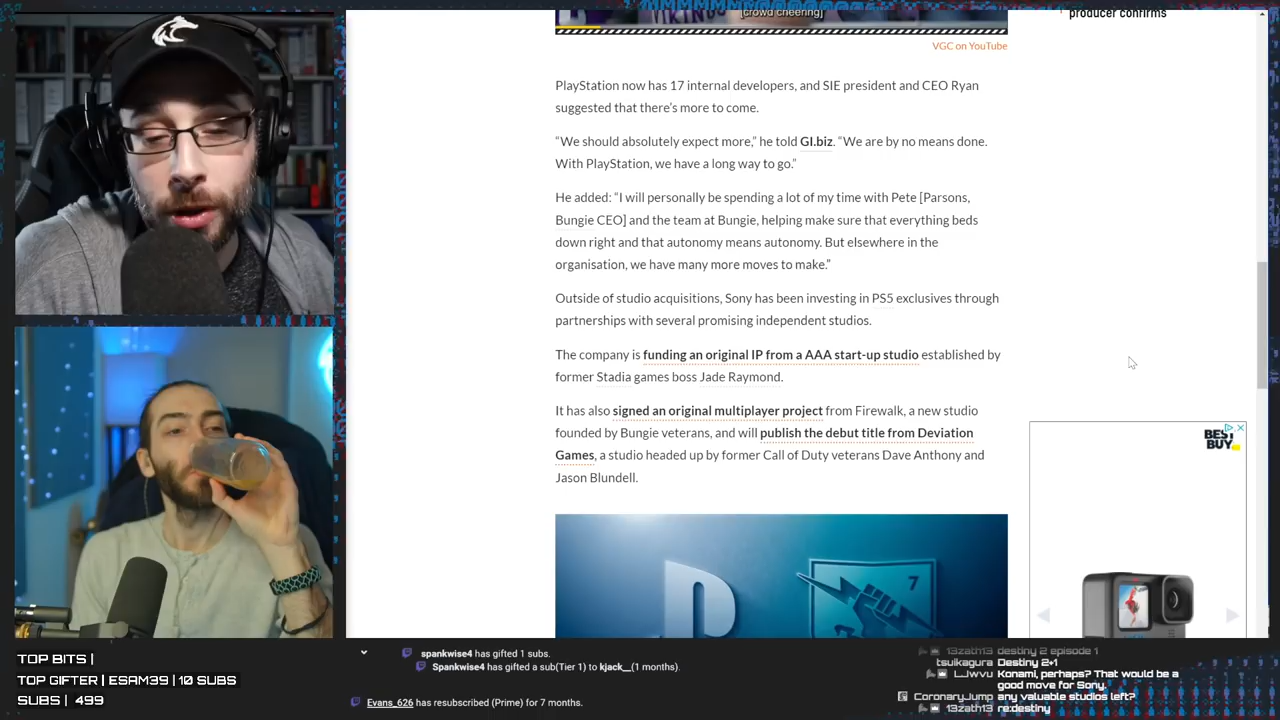 [crowd cheering]
producer confirms
VGC on YouTube
PlayStation now has 17 internal developers, and SIE president and CEO Ryan
suggested that there's more to come.
"We should absolutely expect more," he told GI.biz. "We are by no means done.
With PlayStation, we have a long way to go."
He added: "I will personally be spending a lot of my time with Pete [Parsons,
Bungie CEO] and the team at Bungie, helping make sure that everything beds
down right and that autonomy means autonomy. But elsewhere in the
organisation, we have many more moves to make."
Outside of studio acquisitions, Sony has been investing in PS5 exclusives through
partnerships with several promising independent studios.
The company is funding an original IP from a AAA start-up studio established by
former Stadia games boss Jade Raymond.
It has also signed an original multiplayer project from Firewalk, a new studio
founded by Bungie veterans, and will publish the debut title from Deviation
Games, a studio headed up by former Call of Duty veterans Dave Anthony and
Jason Blundell.
BEST
BUY
7
TOP BITS |
TOP GIFTER | ESAM39 | 10 SUBS
SUBS | 499
spankwise4 has gifted 1 subs.
Spankwise4 has gifted a sub(Tier 1) to kjack__(1 months).
Evans_626 has resubscribed (Prime) for 7 months.
13zath13 destiny 2 episode 1
tsuikagura Destiny 2+1
LJwvu Konami, perhaps? That would be a
good move for Sony.
CoronaryJump any valuable studios left?
13zath13 re:destiny